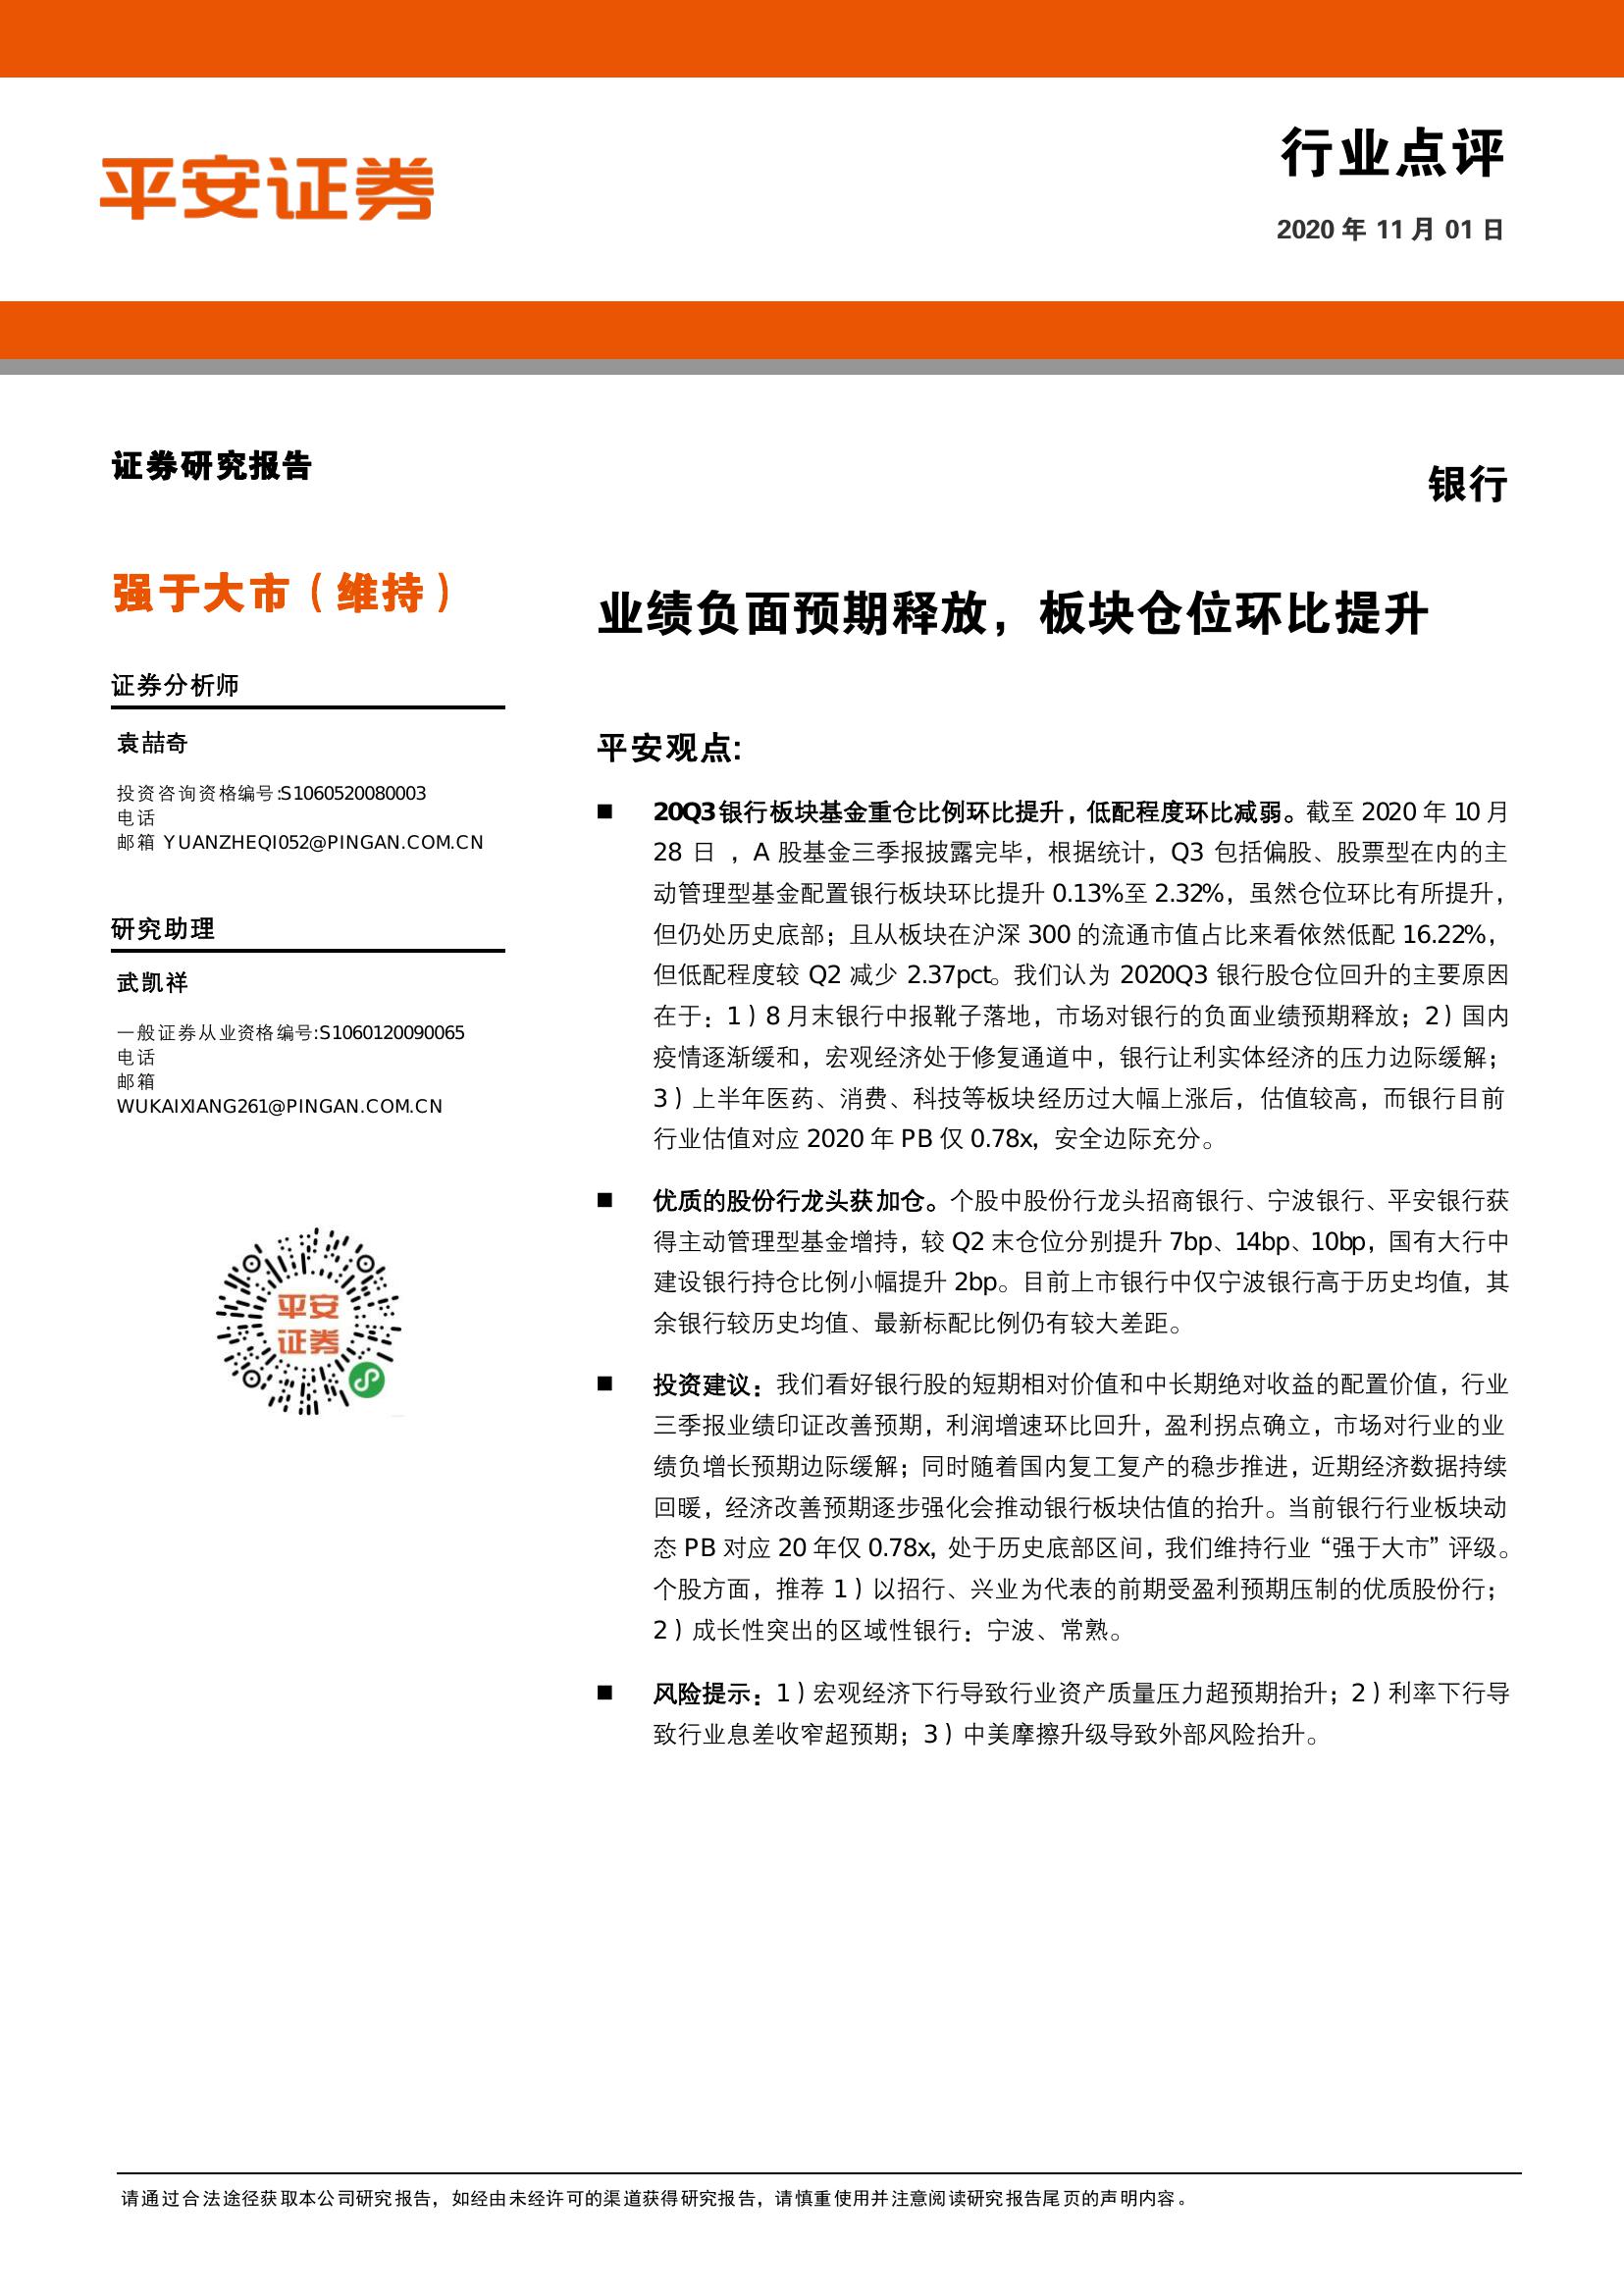 平安证券
行业点评
2020 年 11 月 01 日
证券研究报告
银行
强于大市（维持）
业绩负面预期释放，板块仓位环比提升
证券分析师
袁喆奇
投资咨询资格编号:S1060520080003
电话
邮箱 YUANZHEQI052@PINGAN.COM.CN
研究助理
武凯祥
一般证券从业资格编号:S1060120090065
电话
邮箱
WUKAIXIANG261@PINGAN.COM.CN
平安
证券
平安观点:
■ 20Q3 银行板块基金重仓比例环比提升，低配程度环比减弱。截至 2020 年 10 月
28 日 ，A 股基金三季报披露完毕，根据统计，Q3 包括偏股、股票型在内的主
动管理型基金配置银行板块环比提升 0.13%至 2.32%，虽然仓位环比有所提升，
但仍处历史底部；且从板块在沪深 300 的流通市值占比来看依然低配 16.22%，
但低配程度较 Q2 减少 2.37pct。我们认为 2020Q3 银行股仓位回升的主要原因
在于：1）8 月末银行中报靴子落地，市场对银行的负面业绩预期释放；2）国内
疫情逐渐缓和，宏观经济处于修复通道中，银行让利实体经济的压力边际缓解；
3）上半年医药、消费、科技等板块经历过大幅上涨后，估值较高，而银行目前
行业估值对应 2020 年 PB 仅 0.78x，安全边际充分。
■ 优质的股份行龙头获加仓。个股中股份行龙头招商银行、宁波银行、平安银行获
得主动管理型基金增持，较 Q2 末仓位分别提升 7bp、14bp、10bp，国有大行中
建设银行持仓比例小幅提升 2bp。目前上市银行中仅宁波银行高于历史均值，其
余银行较历史均值、最新标配比例仍有较大差距。
■ 投资建议：我们看好银行股的短期相对价值和中长期绝对收益的配置价值，行业
三季报业绩印证改善预期，利润增速环比回升，盈利拐点确立，市场对行业的业
绩负增长预期边际缓解；同时随着国内复工复产的稳步推进，近期经济数据持续
回暖，经济改善预期逐步强化会推动银行板块估值的抬升。当前银行行业板块动
态 PB 对应 20 年仅 0.78x，处于历史底部区间，我们维持行业“强于大市”评级。
个股方面，推荐 1）以招行、兴业为代表的前期受盈利预期压制的优质股份行；
2）成长性突出的区域性银行：宁波、常熟。
■ 风险提示：1）宏观经济下行导致行业资产质量压力超预期抬升；2）利率下行导
致行业息差收窄超预期；3）中美摩擦升级导致外部风险抬升。
请通过合法途径获取本公司研究报告，如经由未经许可的渠道获得研究报告，请慎重使用并注意阅读研究报告尾页的声明内容。